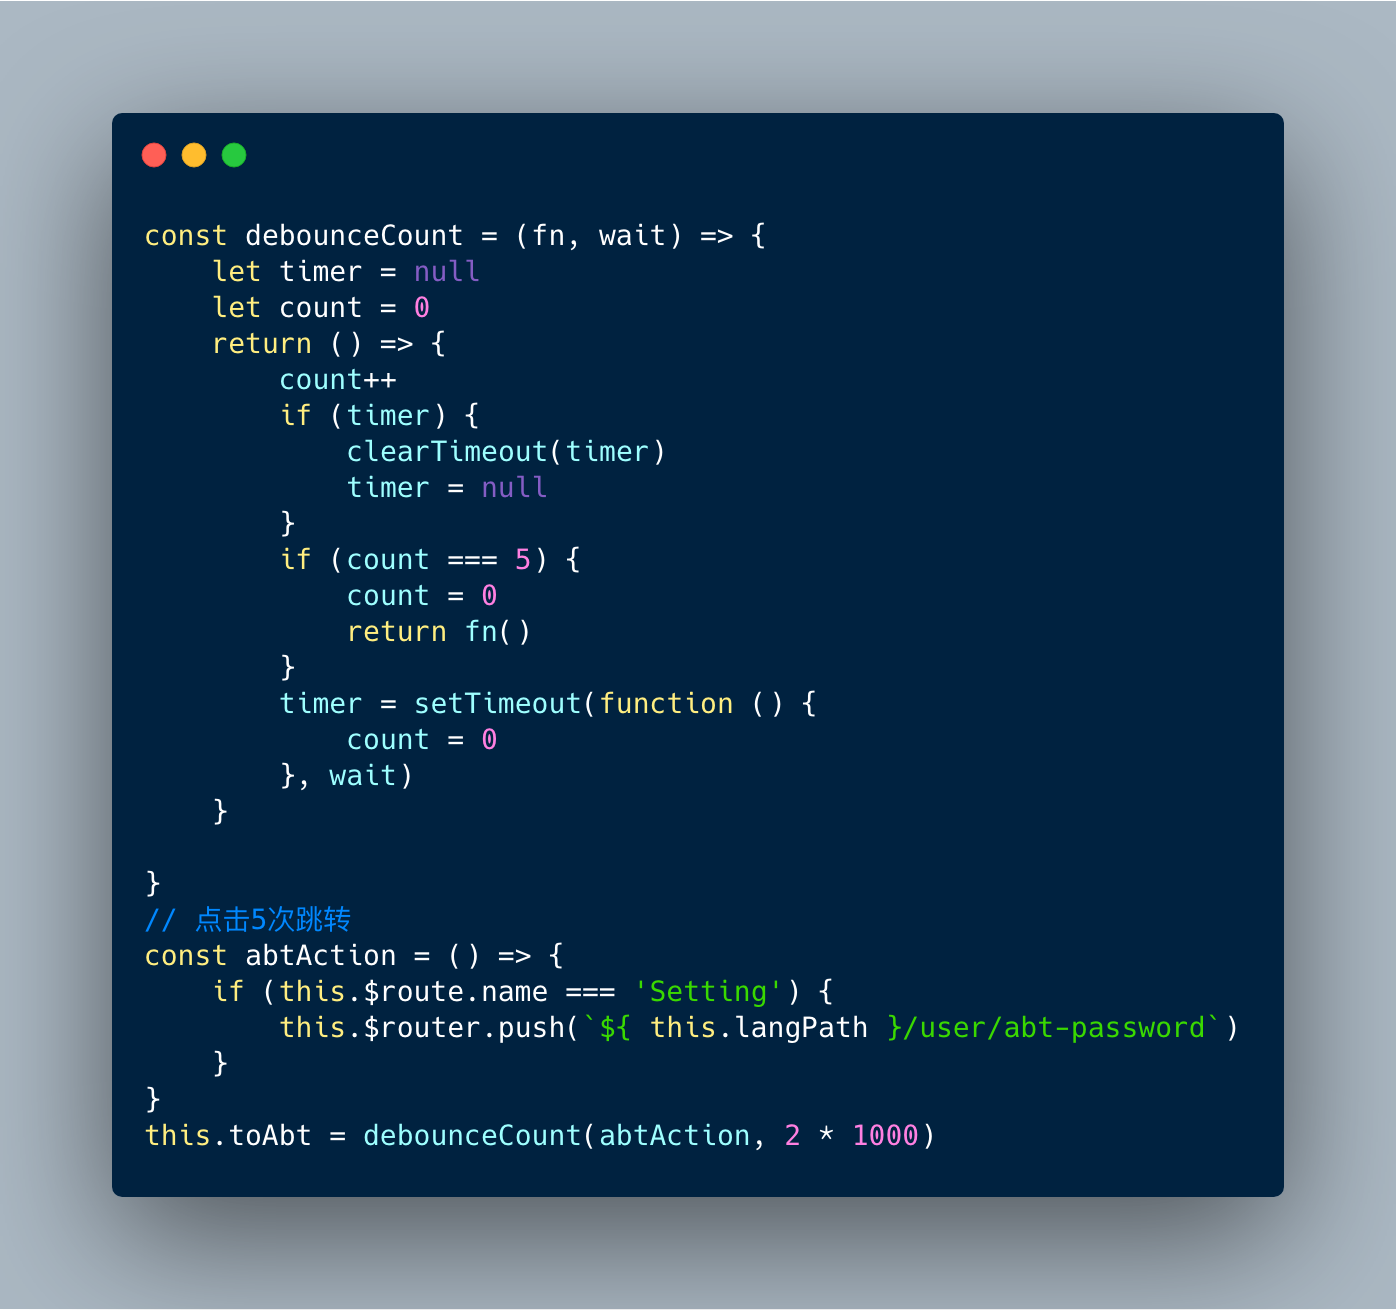 const debounceCount = (fn, wait) => {
    let timer = null
    let count = 0
    return () => {
        count++
        if (timer) {
            clearTimeout(timer)
            timer = null
        }
        if (count === 5) {
            count = 0
            return fn()
        }
        timer = setTimeout(function () {
            count = 0
        }, wait)
    }

}
// 点击5次跳转
const abtAction = () => {
    if (this.$route.name === 'Setting') {
        this.$router.push(`${ this.langPath }/user/abt-password`)
    }
}
this.toAbt = debounceCount(abtAction, 2 * 1000)